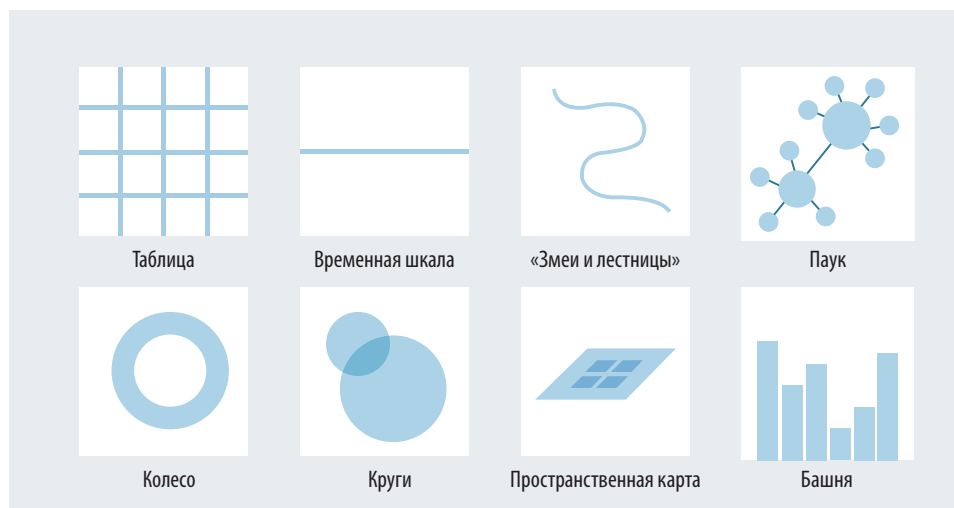 Таблица
Временная шкала
«Змеи и лестницы»
Паук
Колесо
Круги
Пространственная карта
Башня